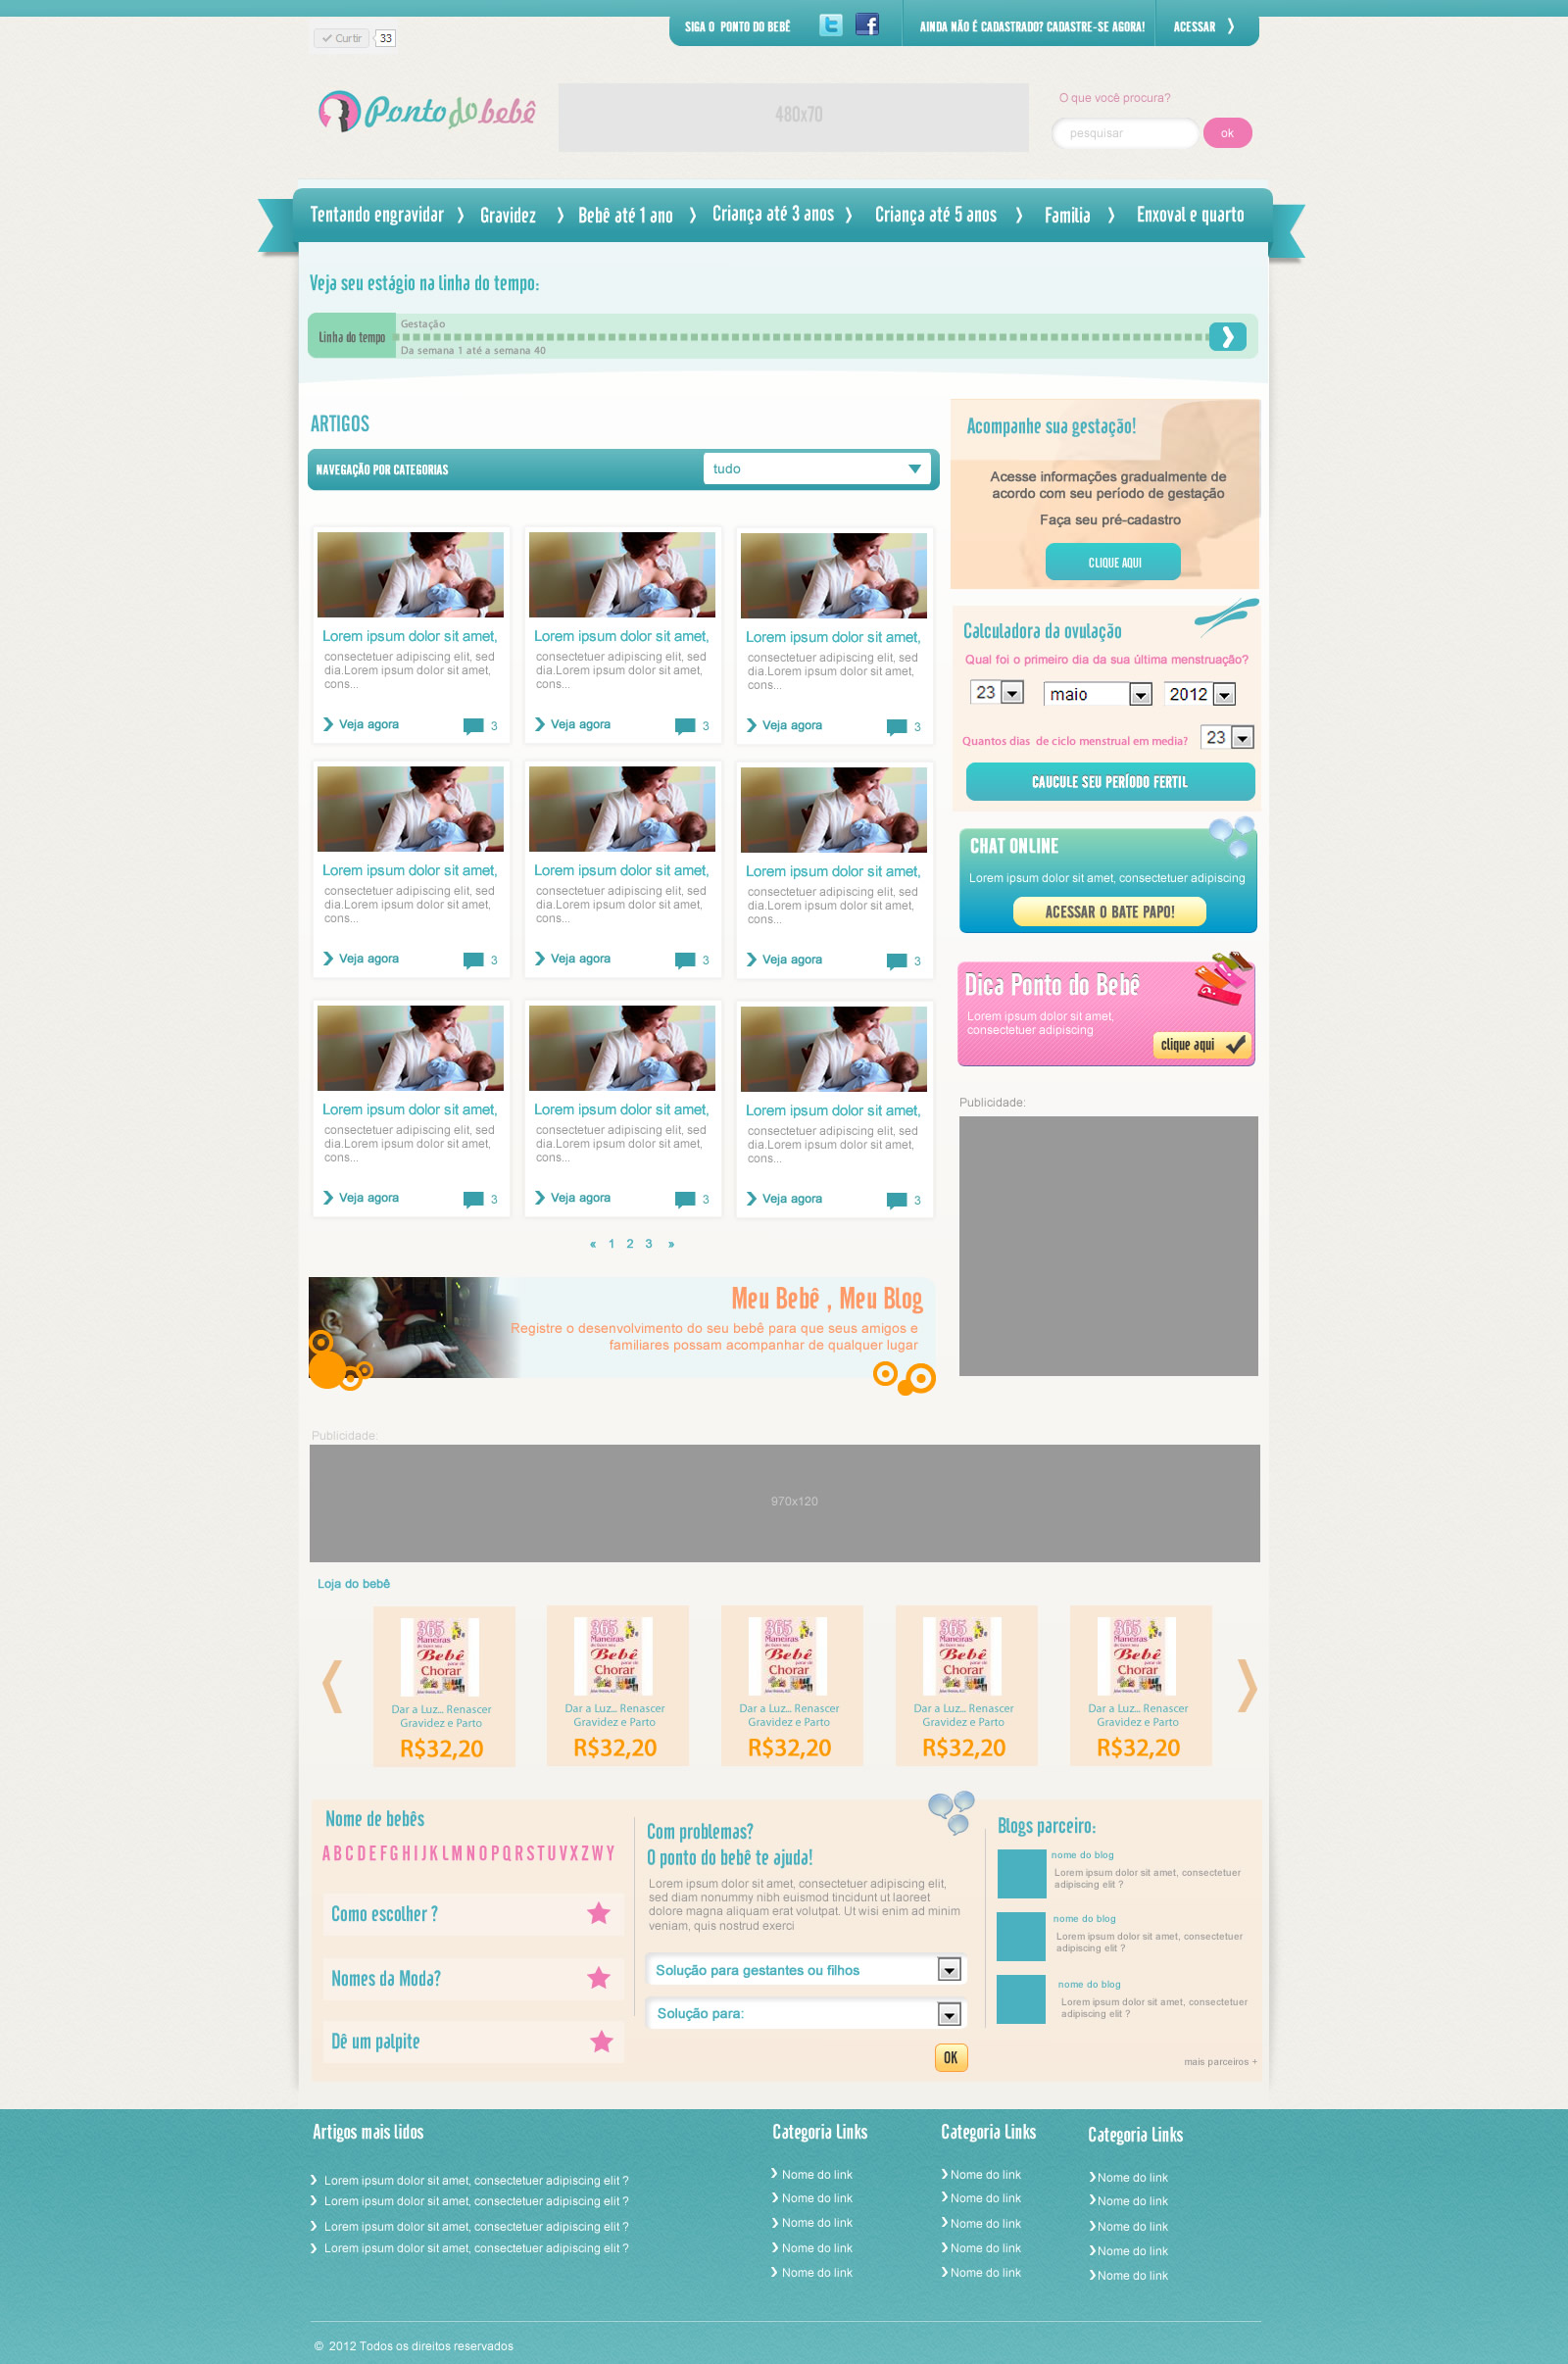 SIGA O PONTO DO BEBÊ
AINDA NÃO É CADASTRADO? CADASTRE-SE AGORA!
ACESSAR
Curtir 33
Ponto do bebê
480x70
O que você procura?
pesquisar
ok
Tentando engravidar
Gravidez
Bebê até 1 ano
Criança até 3 anos
Criança até 5 anos
Familia
Enxoval e quarto
Veja seu estágio na linha do tempo:
Linha do tempo
Gestação
Da semana 1 até a semana 40
ARTIGOS
NAVEGAÇÃO POR CATEGORIAS
tudo
Lorem ipsum dolor sit amet,
consectetuer adipiscing elit, sed
dia.Lorem ipsum dolor sit amet,
cons...
Veja agora
3
Lorem ipsum dolor sit amet,
consectetuer adipiscing elit, sed
dia.Lorem ipsum dolor sit amet,
cons...
Veja agora
3
Lorem ipsum dolor sit amet,
consectetuer adipiscing elit, sed
dia.Lorem ipsum dolor sit amet,
cons...
Veja agora
3
Lorem ipsum dolor sit amet,
consectetuer adipiscing elit, sed
dia.Lorem ipsum dolor sit amet,
cons...
Veja agora
3
Lorem ipsum dolor sit amet,
consectetuer adipiscing elit, sed
dia.Lorem ipsum dolor sit amet,
cons...
Veja agora
3
Lorem ipsum dolor sit amet,
consectetuer adipiscing elit, sed
dia.Lorem ipsum dolor sit amet,
cons...
Veja agora
3
Lorem ipsum dolor sit amet,
consectetuer adipiscing elit, sed
dia.Lorem ipsum dolor sit amet,
cons...
Veja agora
3
Lorem ipsum dolor sit amet,
consectetuer adipiscing elit, sed
dia.Lorem ipsum dolor sit amet,
cons...
Veja agora
3
Lorem ipsum dolor sit amet,
consectetuer adipiscing elit, sed
dia.Lorem ipsum dolor sit amet,
cons...
Veja agora
3
« 1 2 3 »
Meu Bebê , Meu Blog
Registre o desenvolvimento do seu bebê para que seus amigos e
familiares possam acompanhar de qualquer lugar
Acompanhe sua gestação!
Acesse informações gradualmente de
acordo com seu período de gestação
Faça seu pré-cadastro
CLIQUE AQUI
Calculadora da ovulação
Qual foi o primeiro dia da sua última menstruação?
23
maio
2012
Quantos dias de ciclo menstrual em media?
23
CAUCULE SEU PERÍODO FERTIL
CHAT ONLINE
Lorem ipsum dolor sit amet, consectetuer adipiscing
ACESSAR O BATE PAPO!
Dica Ponto do Bebê
Lorem ipsum dolor sit amet,
consectetuer adipiscing
clique aqui
Publicidade:
Publicidade:
970x120
Loja do bebê
365
Maneiras
Bebê
Chorar
Dar a Luz... Renascer
Gravidez e Parto
R$32,20
365
Maneiras
Bebê
Chorar
Dar a Luz... Renascer
Gravidez e Parto
R$32,20
365
Maneiras
Bebê
Chorar
Dar a Luz... Renascer
Gravidez e Parto
R$32,20
365
Maneiras
Bebê
Chorar
Dar a Luz... Renascer
Gravidez e Parto
R$32,20
365
Maneiras
Bebê
Chorar
Dar a Luz... Renascer
Gravidez e Parto
R$32,20
Nome de bebês
A B C D E F G H I J K L M N O P Q R S T U V X Z W Y
Como escolher ?
Nomes da Moda?
Dê um palpite
Com problemas?
O ponto do bebê te ajuda!
Lorem ipsum dolor sit amet, consectetuer adipiscing elit,
sed diam nonummy nibh euismod tincidunt ut laoreet
dolore magna aliquam erat volutpat. Ut wisi enim ad minim
veniam, quis nostrud exerci
Solução para gestantes ou filhos
Solução para:
OK
Blogs parceiro:
nome do blog
Lorem ipsum dolor sit amet, consectetuer
adipiscing elit ?
nome do blog
Lorem ipsum dolor sit amet, consectetuer
adipiscing elit ?
nome do blog
Lorem ipsum dolor sit amet, consectetuer
adipiscing elit ?
mais parceiros +
Artigos mais lidos
Lorem ipsum dolor sit amet, consectetuer adipiscing elit ?
Lorem ipsum dolor sit amet, consectetuer adipiscing elit ?
Lorem ipsum dolor sit amet, consectetuer adipiscing elit ?
Lorem ipsum dolor sit amet, consectetuer adipiscing elit ?
Categoria Links
Nome do link
Nome do link
Nome do link
Nome do link
Nome do link
Categoria Links
Nome do link
Nome do link
Nome do link
Nome do link
Nome do link
Categoria Links
Nome do link
Nome do link
Nome do link
Nome do link
Nome do link
© 2012 Todos os direitos reservados